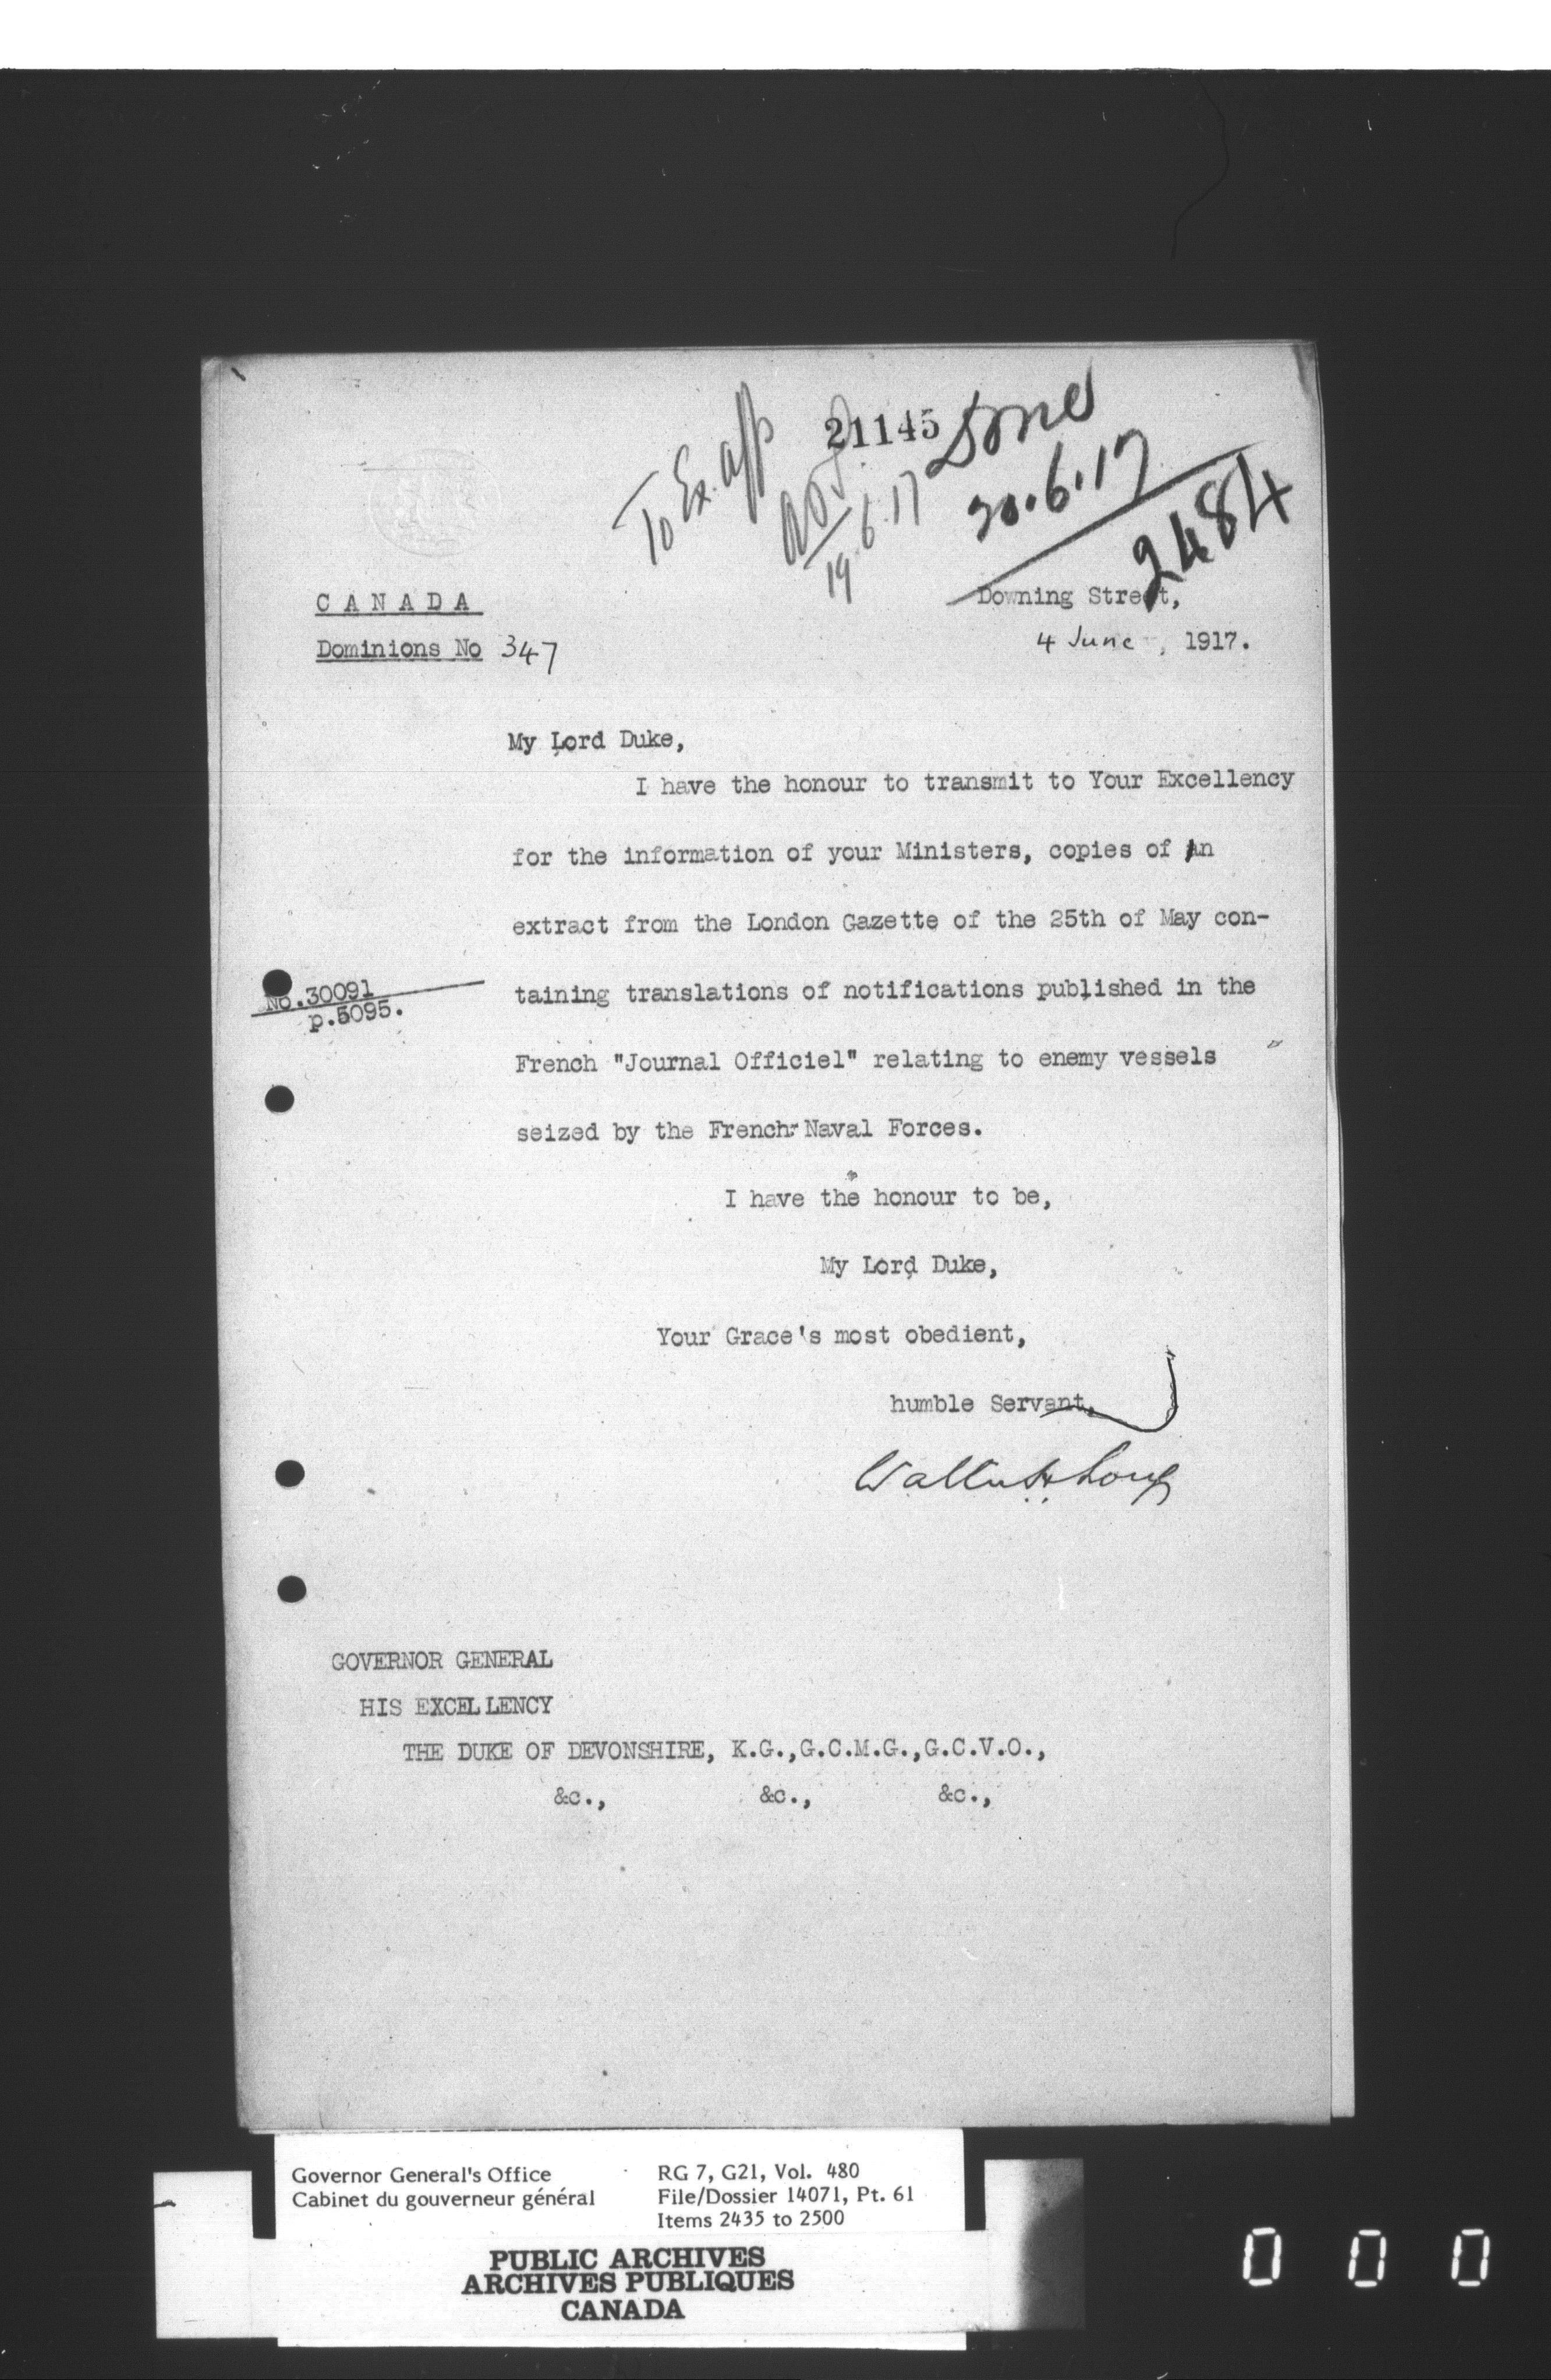 To Ex. aff
21145
Done
19.6.17
20.6.17
2484
CANADA
Downing Street,
Dominions No 347
4 June, 1917.
My Lord Duke,
I have the honour to transmit to Your Excellency
for the information of your Ministers, copies of an
extract from the London Gazette of the 25th of May con-
No.30091
taining translations of notifications published in the
p.5095.
French "Journal Officiel" relating to enemy vessels
seized by the French Naval Forces.
I have the honour to be,
My Lord Duke,
Your Grace's most obedient,
humble Servant,
Walter H Long
GOVERNOR GENERAL
HIS EXCELLENCY
THE DUKE OF DEVONSHIRE, K.G.,G.C.M.G.,G.C.V.O.,
&c., &c., &c.,
Governor General's Office
Cabinet du gouverneur général
RG 7, G21, Vol. 480
File/Dossier 14071, Pt. 61
Items 2435 to 2500
PUBLIC ARCHIVES
ARCHIVES PUBLIQUES
CANADA
0 0 0